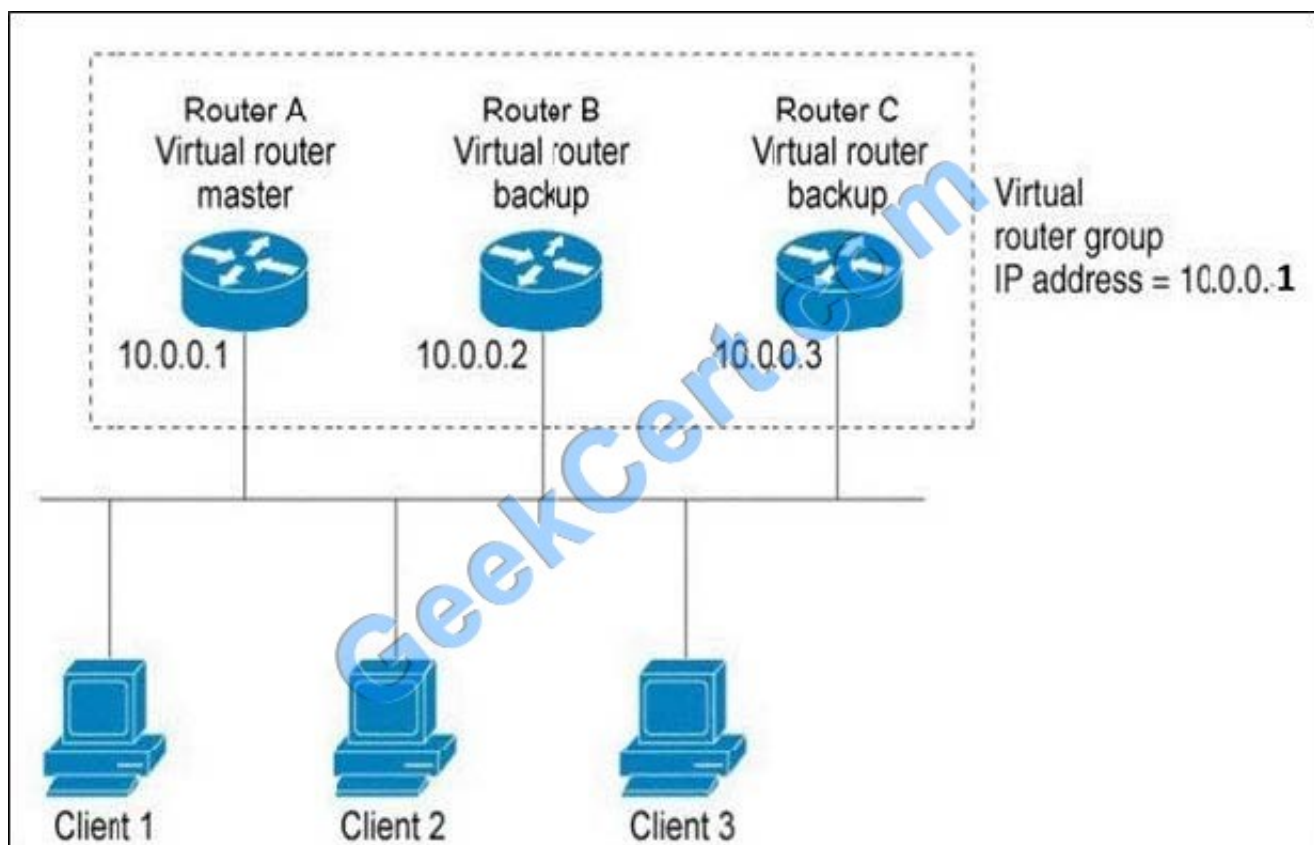 Router A
Virtual router
master
Router B
Virtual router
backup
Router C
Virtual router
backup
Virtual
router group
IP address = 10.0.0.1
10.0.0.1
10.0.0.2
10.0.0.3
GeekCert.com
Client 1
Client 2
Client 3